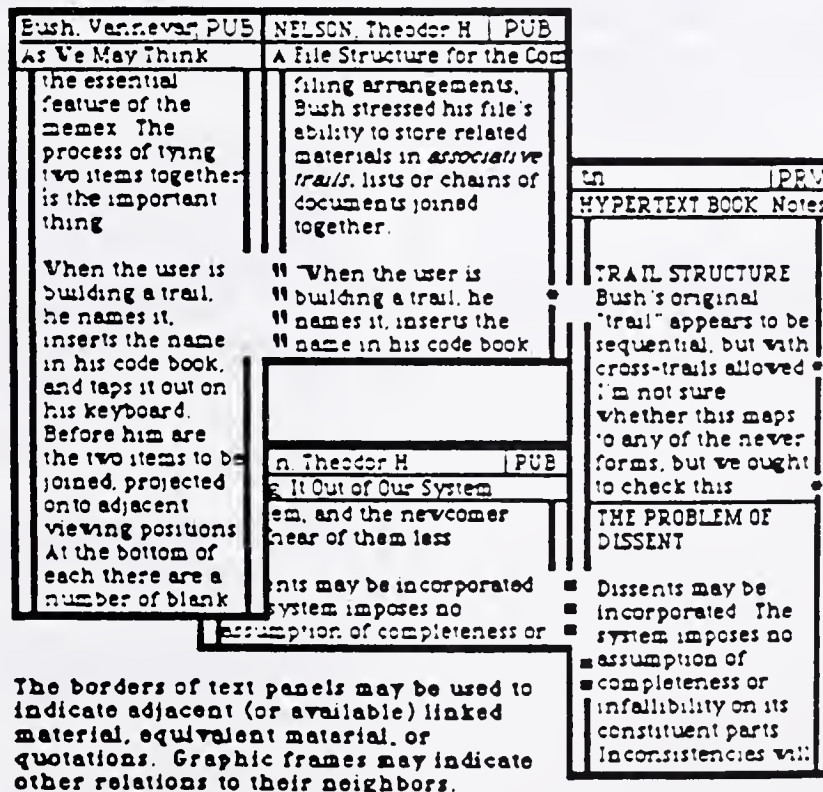 Bush, Vannevar PUB
As We May Think
the essential
feature of the
memex The
process of tying
two items together
is the important
thing
When the user is
building a trail,
he names it,
inserts the name
in his code book,
and taps it out on
his keyboard.
Before him are
the two items to be
joined, projected
onto adjacent
viewing positions
At the bottom of
each there are a
number of blank
NELSON, Theodor H PUB
A File Structure for the Com
filing arrangements,
Bush stressed his file's
ability to store related
materials in associative
trails, lists or chains of
documents joined
together.
" "When the user is
" building a trail, he
" names it, inserts the
" name in his code book
n, Theodor H PUB
g It Out of Our System
em, and the newcomer
hear of them less
ents may be incorporated
system imposes no
assumption of completeness or
tn PRV
HYPERTEXT BOOK Notes
TRAIL STRUCTURE
Bush's original
"trail" appears to be
sequential, but with
cross-trails allowed
I'm not sure
whether this maps
to any of the newer
forms, but we ought
to check this
THE PROBLEM OF
DISSENT
Dissents may be
incorporated The
system imposes no
assumption of
completeness or
infallibility on its
constituent parts
Inconsistencies will
The borders of text panels may be used to
indicate adjacent (or available) linked
material, equivalent matarial, or
quotations. Graphic frames may indicate
other relations to their neighbors.